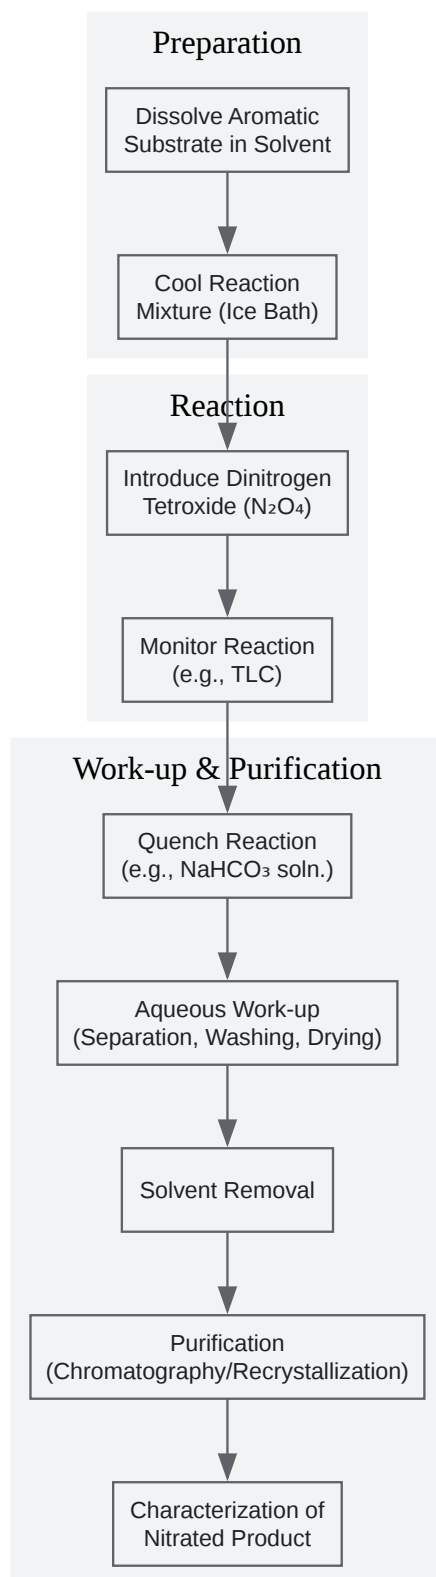 Preparation
Dissolve Aromatic
Substrate in Solvent
Cool Reaction
Mixture (Ice Bath)
Reaction
Introduce Dinitrogen
Tetroxide (N₂O₄)
Monitor Reaction
(e.g., TLC)
Work-up & Purification
Quench Reaction
(e.g., NaHCO₃ soln.)
Aqueous Work-up
(Separation, Washing, Drying)
Solvent Removal
Purification
(Chromatography/Recrystallization)
Characterization of
Nitrated Product